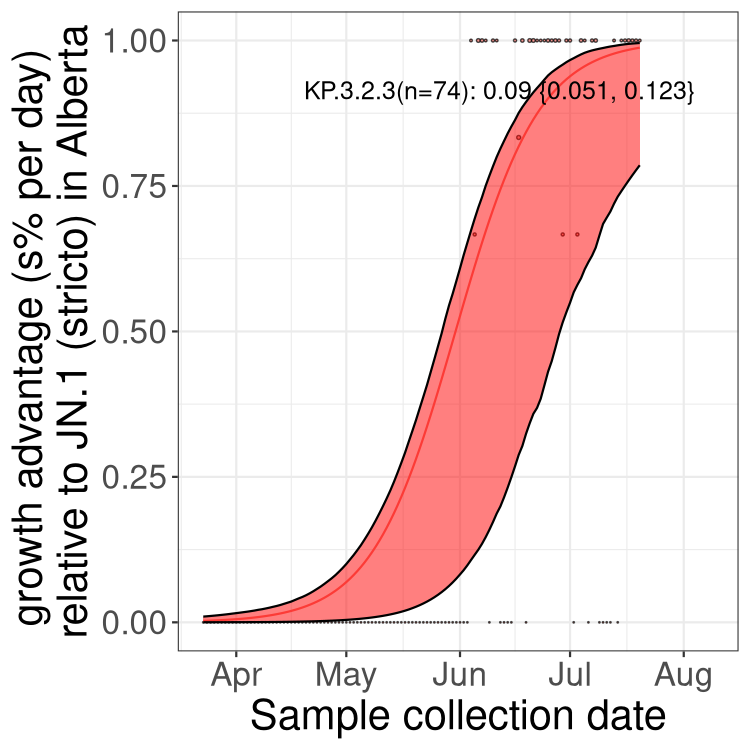 growth advantage (s% per day)
relative to JN.1 (stricto) in Alberta
1.00
0.75
0.50
0.25
0.00
KP.3.2.3(n=74): 0.09 {0.051, 0.123}
Apr May Jun Jul Aug
Sample collection date